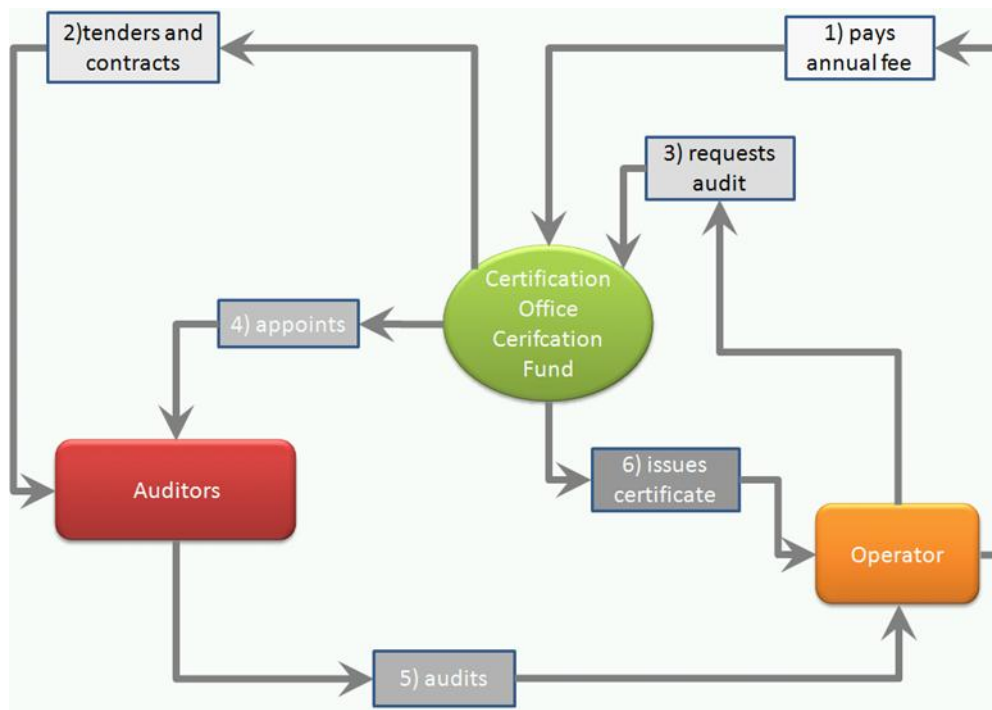 2)tenders and
contracts
1) pays
annual fee
3) requests
audit
Certification
Office
Cerifcation
Fund
4) appoints
6) issues
certificate
Auditors
Operator
5) audits